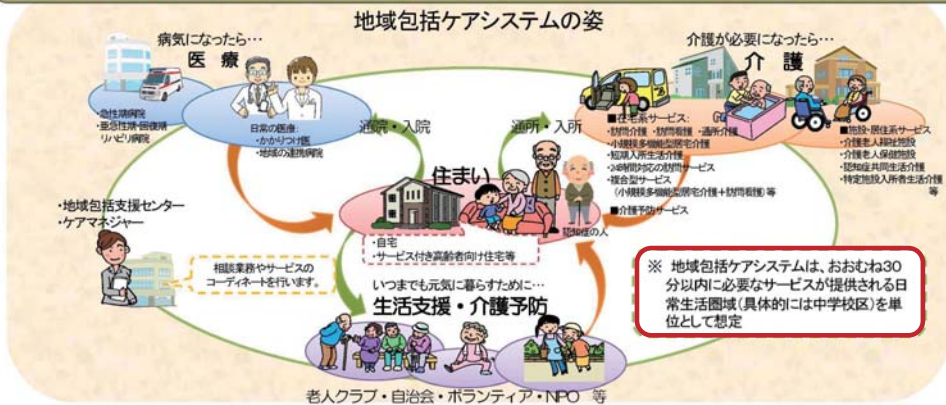 地域包括ケアシステムの姿
病気になったら…
医 療
・急性期病院
・亜急性期・回復期
リハビリ病院
日常の医療:
・かかりつけ医
・地域の連携病院
通院・入院
介護が必要になったら…
介 護
通所・入所
■在宅系サービス:
・訪問介護 ・訪問看護 ・通所介護
・小規模多機能型居宅介護
・短期入所生活介護
・24時間対応の訪問サービス
・複合型サービス
(小規模多機能型居宅介護+訪問看護)等
■介護予防サービス
■施設・居住系サービス
・介護老人福祉施設
・介護老人保健施設
・認知症共同生活介護
・特定施設入所者生活介護
等
住まい
・自宅
・サービス付き高齢者向け住宅等
認知症の人
・地域包括支援センター
・ケアマネジャー
相談業務やサービスの
コーディネートを行います。
いつまでも元気に暮らすために…
生活支援・介護予防
老人クラブ・自治会・ボランティア・NPO 等
※ 地域包括ケアシステムは、おおむね30
分以内に必要なサービスが提供される日
常生活圏域(具体的には中学校区)を単
位として想定